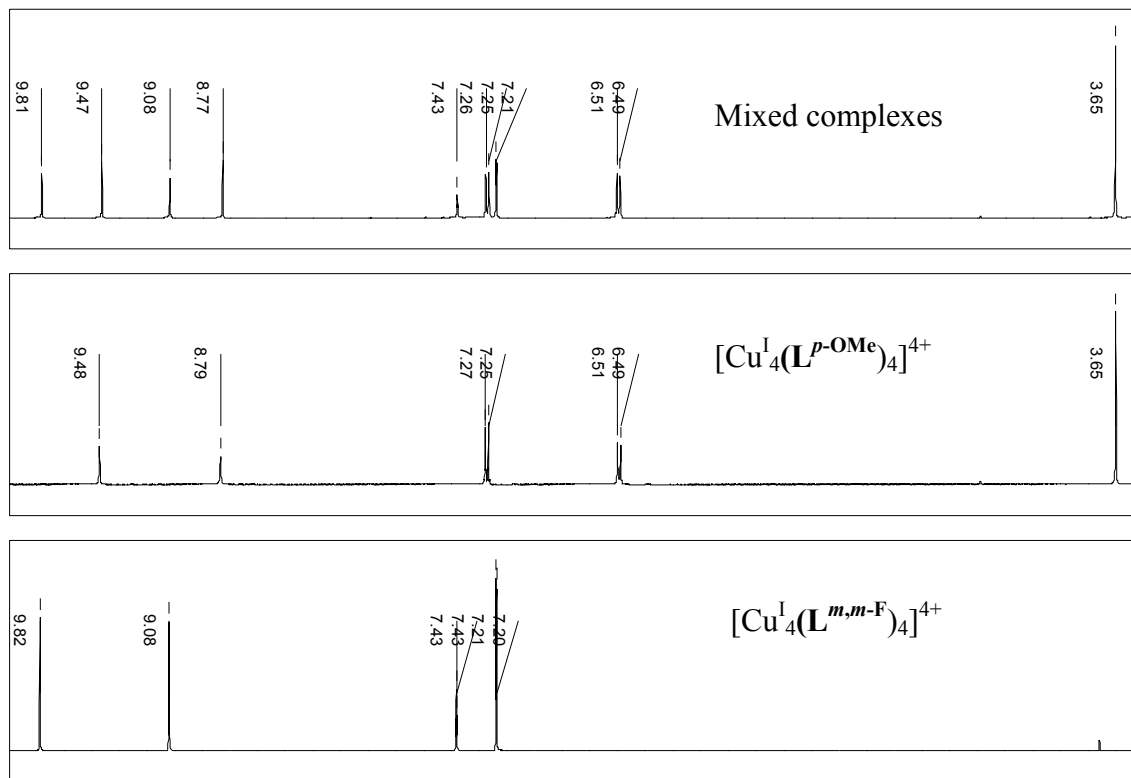 9.81 9.47 9.08 8.77 7.43 7.26 7.25 7.21 6.51 6.49 3.65
Mixed complexes
9.48 8.79 7.27 7.25 6.51 6.49 3.65
[Cuᴵ₄(Lᵖ⁻ᴼᴹᵉ)₄]⁴⁺
9.82 9.08 7.43 7.43 7.21 7.20
[Cuᴵ₄(Lᵐ,ᵐ⁻F)₄]⁴⁺